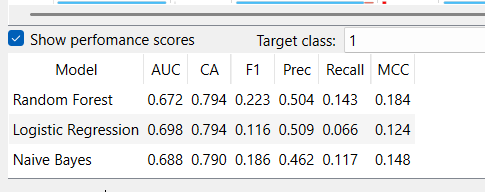 Show perfomance scores Target class: 1
Model AUC CA F1 Prec Recall MCC
Random Forest 0.672 0.794 0.223 0.504 0.143 0.184
Logistic Regression 0.698 0.794 0.116 0.509 0.066 0.124
Naive Bayes 0.688 0.790 0.186 0.462 0.117 0.148